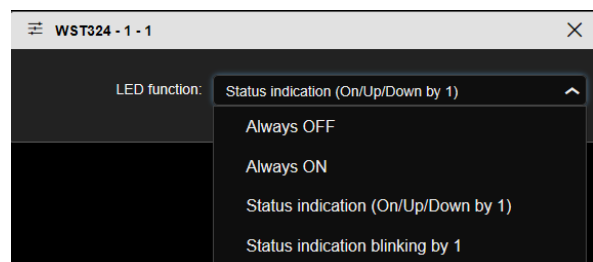 WST324 - 1 - 1
LED function: Status indication (On/Up/Down by 1)
Always OFF
Always ON
Status indication (On/Up/Down by 1)
Status indication blinking by 1